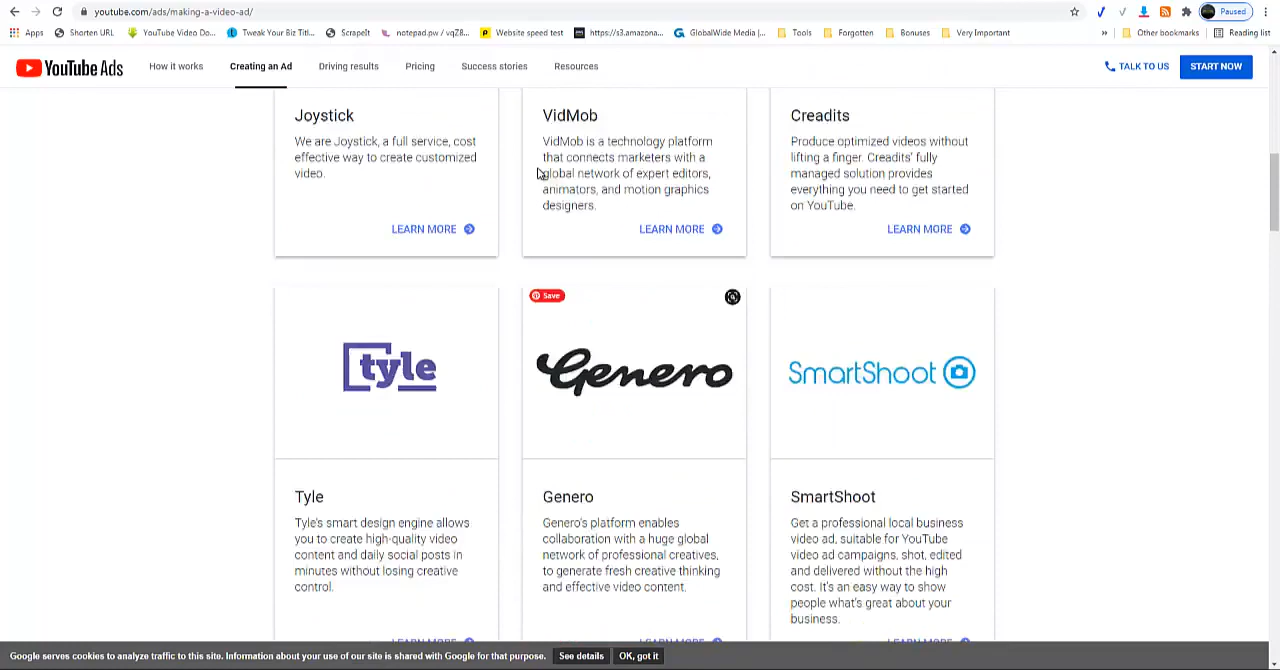 youtube.com/ads/making-a-video-ad/
Paused
Apps
Shorten URL
YouTube Video Do...
Tweak Your Biz Titl...
ScrapeIt
notepad.pw / vqZ8...
Website speed test
https://s3.amazona...
GlobalWide Media |...
Tools
Forgotten
Bonuses
Very Important
»
Other bookmarks
Reading list
YouTube Ads
How it works
Creating an Ad
Driving results
Pricing
Success stories
Resources
TALK TO US
START NOW
Joystick
We are Joystick, a full service, cost
effective way to create customized
video.
LEARN MORE
VidMob
VidMob is a technology platform
that connects marketers with a
global network of expert editors,
animators, and motion graphics
designers.
LEARN MORE
Creadits
Produce optimized videos without
lifting a finger. Creadits' fully
managed solution provides
everything you need to get started
on YouTube.
LEARN MORE
tyle
Tyle
Tyle's smart design engine allows
you to create high-quality video
content and daily social posts in
minutes without losing creative
control.
LEARN MORE
Save
Genero
Genero
Genero's platform enables
collaboration with a huge global
network of professional creatives,
to generate fresh creative thinking
and effective video content.
LEARN MORE
SmartShoot
SmartShoot
Get a professional local business
video ad, suitable for YouTube
video ad campaigns, shot, edited
and delivered without the high
cost. It's an easy way to show
people what's great about your
business.
LEARN MORE
Google serves cookies to analyze traffic to this site. Information about your use of our site is shared with Google for that purpose.
See details
OK, got it